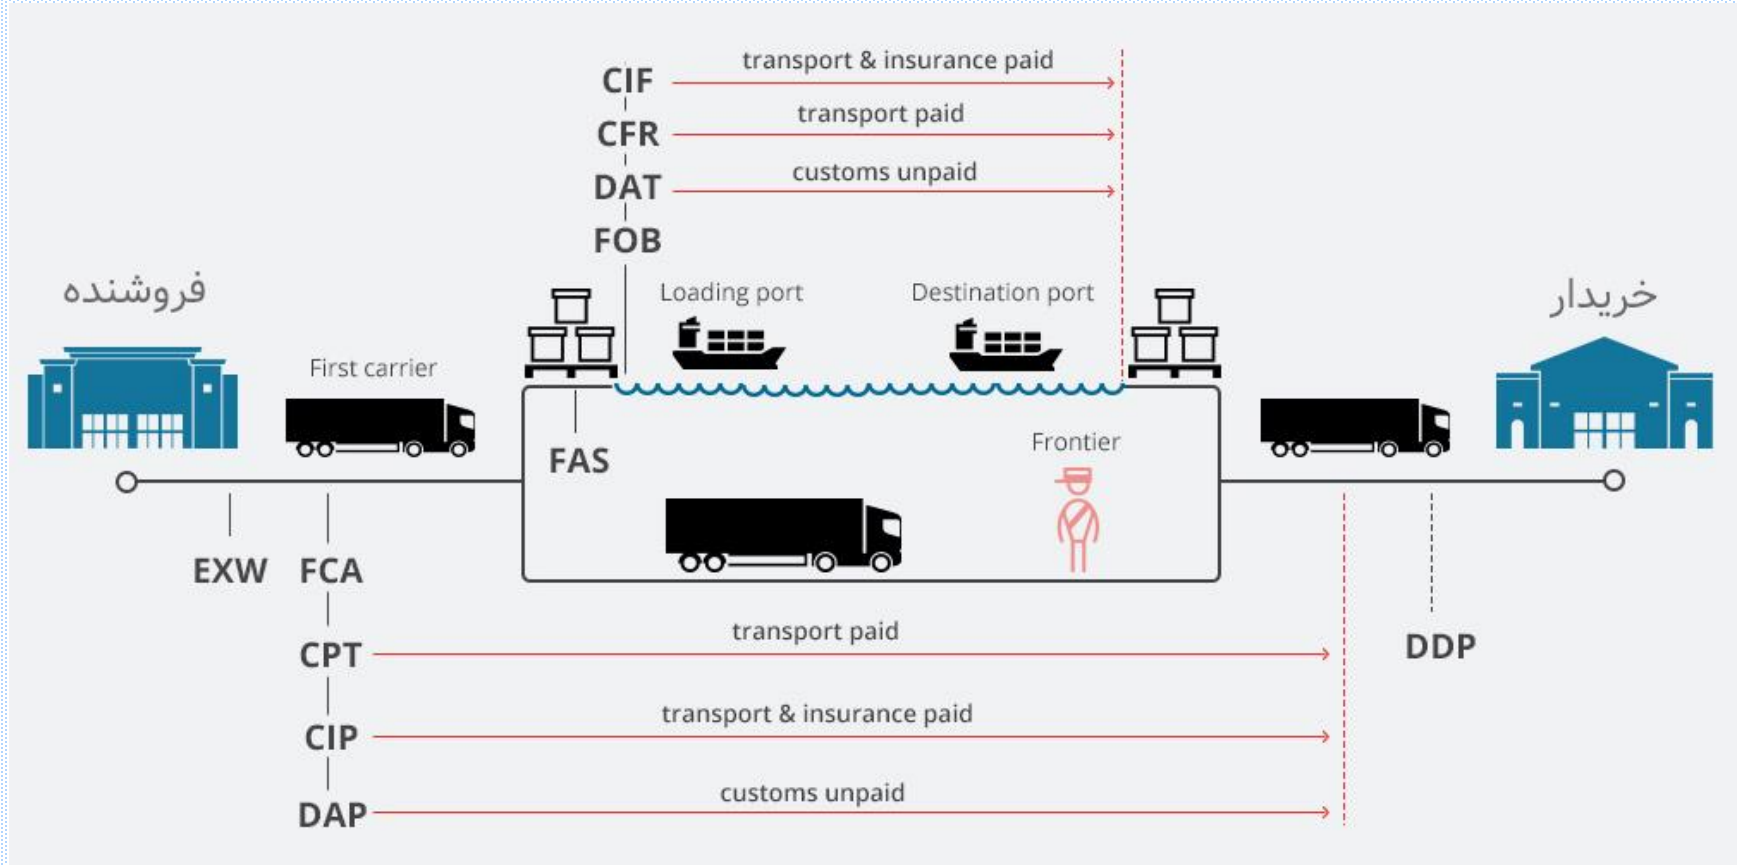 transport & insurance paid
CIF
transport paid
CFR
customs unpaid
DAT
FOB
فروشنده
Loading port
Destination port
خریدار
First carrier
FAS
Frontier
EXW
FCA
transport paid
CPT
DDP
transport & insurance paid
CIP
customs unpaid
DAP